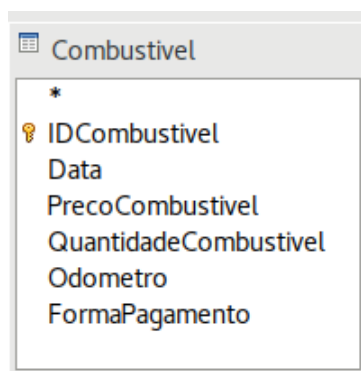 Combustivel
*
IDCombustivel
Data
PrecoCombustivel
QuantidadeCombustivel
Odometro
FormaPagamento